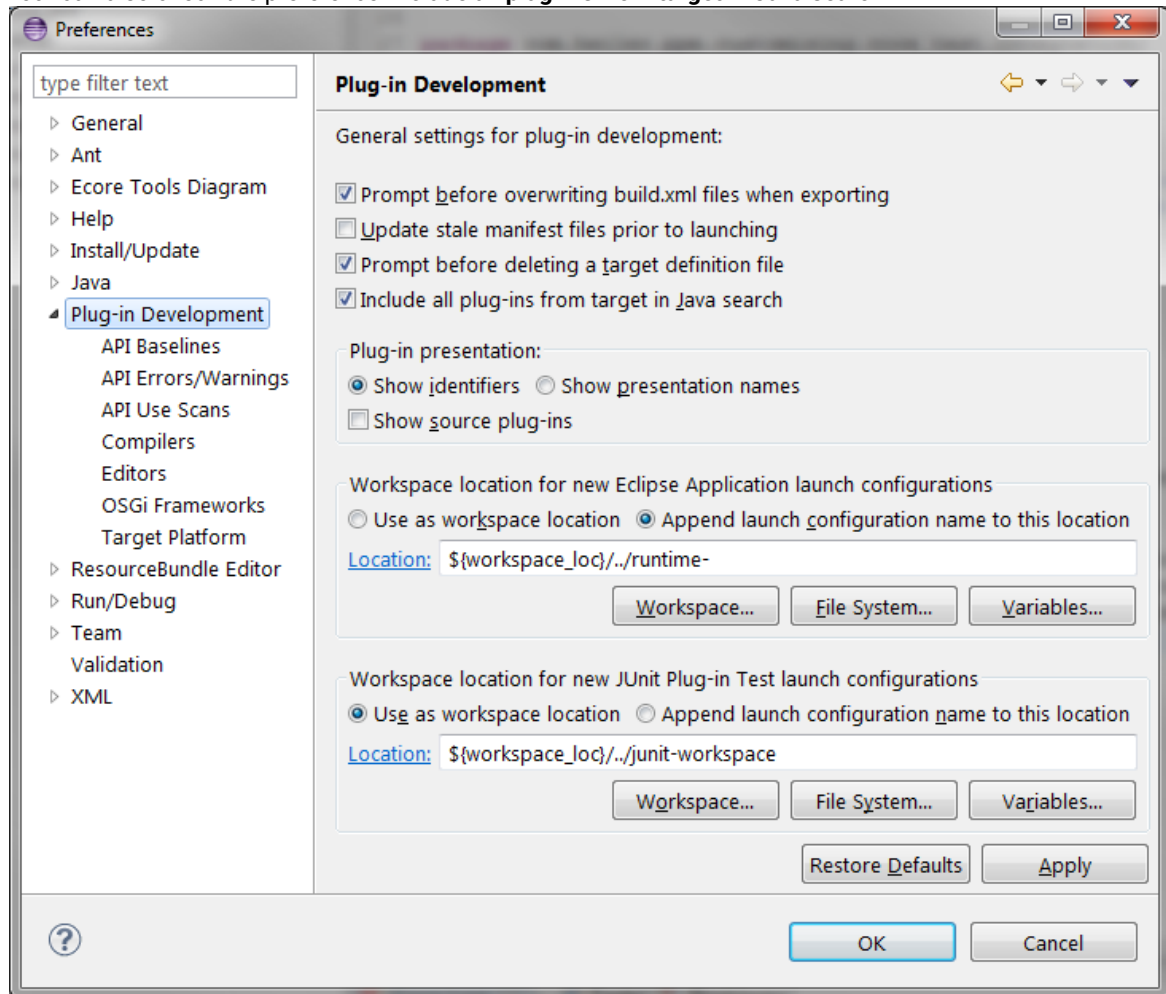 Preferences
type filter text
General
Ant
Ecore Tools Diagram
Help
Install/Update
Java
Plug-in Development
API Baselines
API Errors/Warnings
API Use Scans
Compilers
Editors
OSGi Frameworks
Target Platform
ResourceBundle Editor
Run/Debug
Team
Validation
XML
Plug-in Development
General settings for plug-in development:
Prompt before overwriting build.xml files when exporting
Update stale manifest files prior to launching
Prompt before deleting a target definition file
Include all plug-ins from target in Java search
Plug-in presentation:
Show identifiers Show presentation names
Show source plug-ins
Workspace location for new Eclipse Application launch configurations
Use as workspace location Append launch configuration name to this location
Location: ${workspace_loc}/../runtime-
Workspace... File System... Variables...
Workspace location for new JUnit Plug-in Test launch configurations
Use as workspace location Append launch configuration name to this location
Location: ${workspace_loc}/../junit-workspace
Workspace... File System... Variables...
Restore Defaults Apply
? OK Cancel